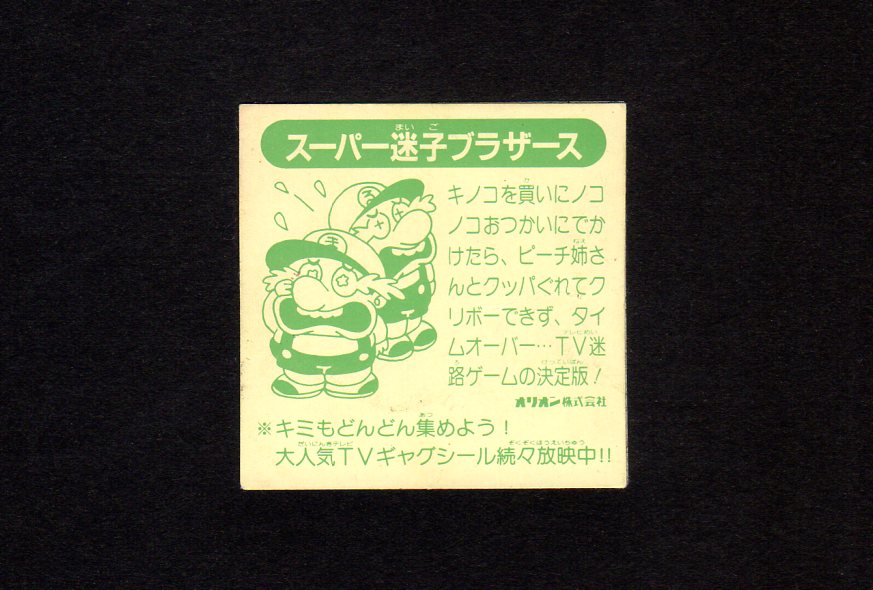 スーパー迷子ブラザース
キノコを買いにノコ
ノコおつかいにでか
けたら、ピーチ姉さ
んとクッパぐれてク
リボーできず、タイ
ムオーバー…TV迷
路ゲームの決定版！
オリオン株式会社
※キミもどんどん集めよう！
大人気TVギャグシール続々放映中!!